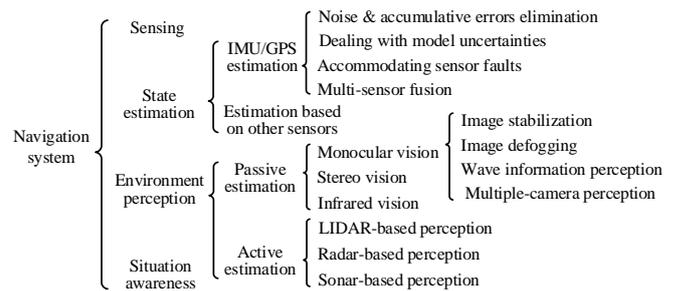 Navigation
system
Sensing
State
estimation
IMU/GPS
estimation
Noise & accumulative errors elimination
Dealing with model uncertainties
Accommodating sensor faults
Multi-sensor fusion
Estimation based
on other sensors
Environment
perception
Passive
estimation
Monocular vision
Image stabilization
Image defogging
Wave information perception
Multiple-camera perception
Stereo vision
Infrared vision
Active
estimation
LIDAR-based perception
Radar-based perception
Sonar-based perception
Situation
awareness